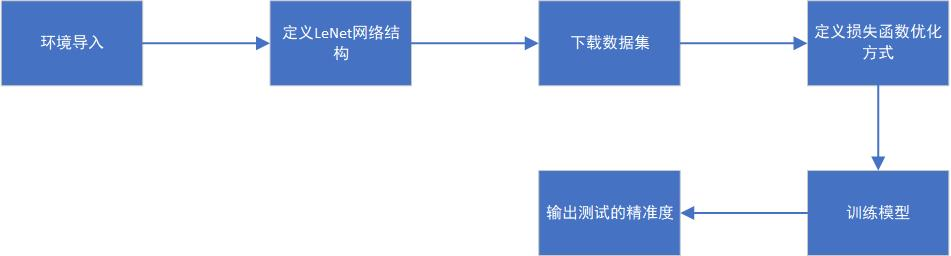 环境导入
定义LeNet网络结
构
下载数据集
定义损失函数优化
方式
训练模型
输出测试的精准度